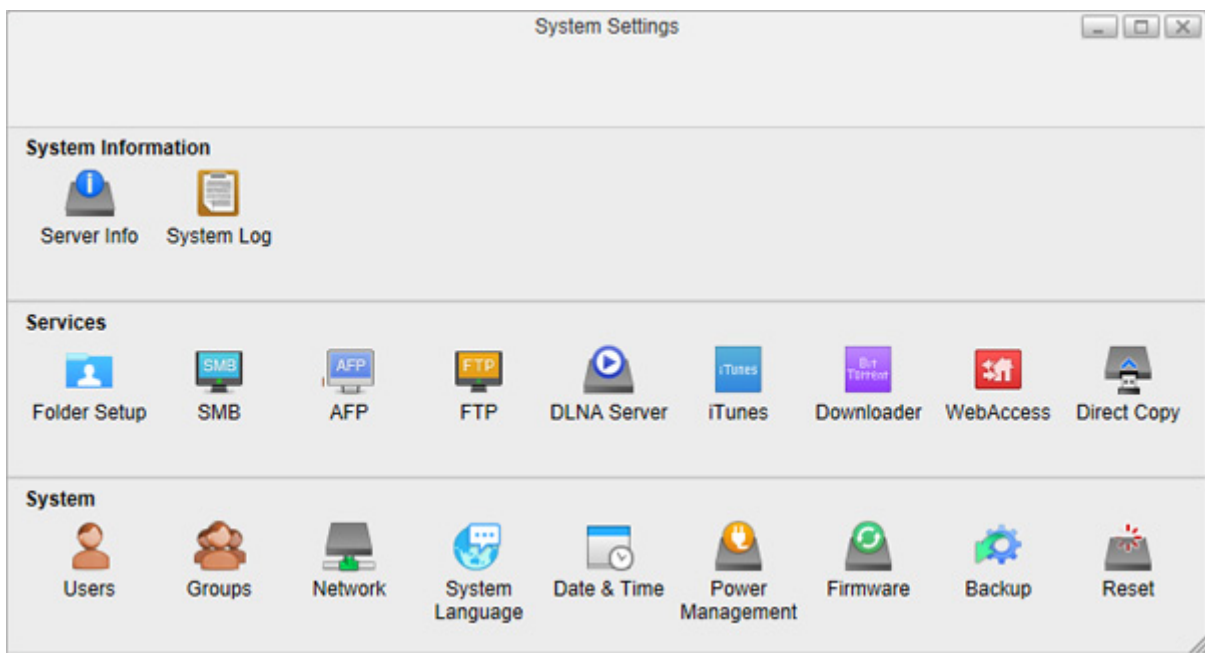 System Settings
System Information
Server Info System Log
Services
SMB AFP FTP iTunes Bit
Torrent
Folder Setup SMB AFP FTP DLNA Server iTunes Downloader WebAccess Direct Copy
System
Users Groups Network System Date & Time Power Firmware Backup Reset
Language Management